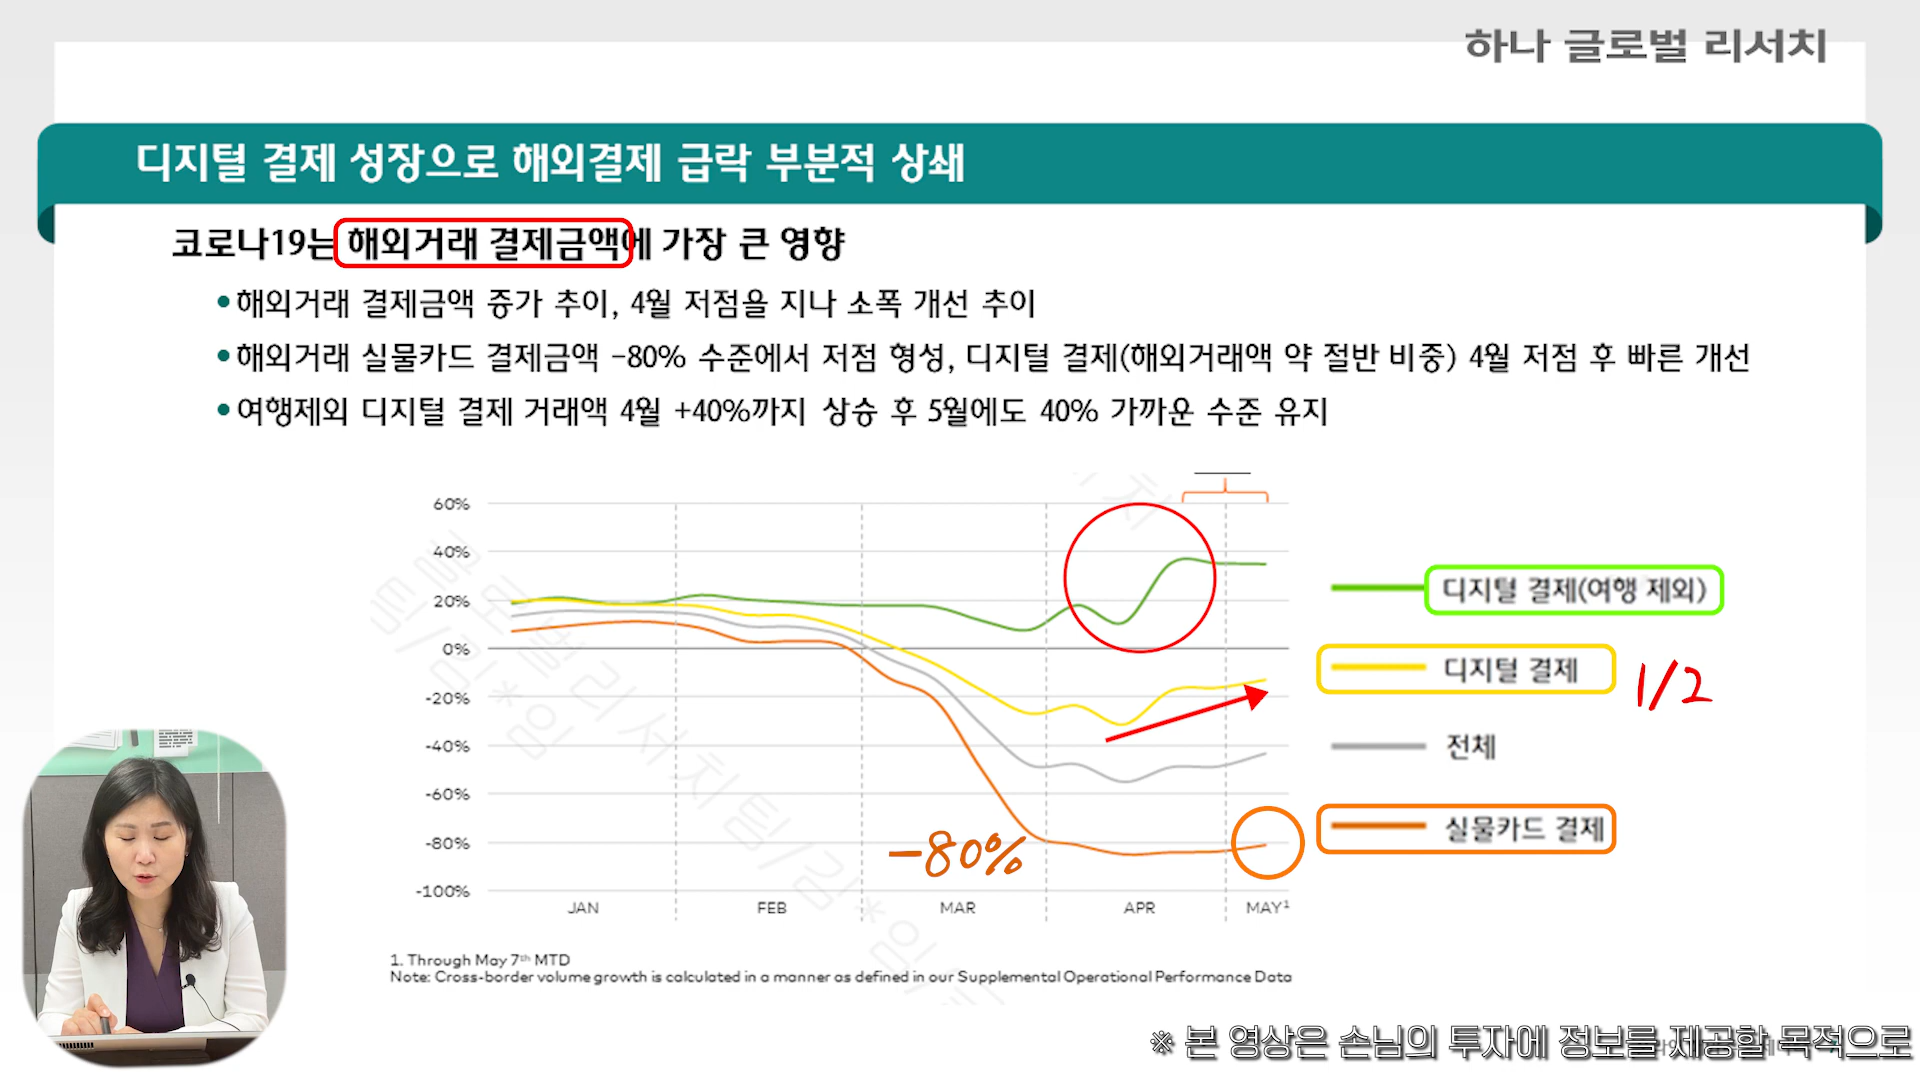 하나 글로벌 리서치
디지털 결제 성장으로 해외결제 급락 부분적 상쇄
코로나19는 해외거래 결제금액에 가장 큰 영향
•해외거래 결제금액 증가 추이, 4월 저점을 지나 소폭 개선 추이
•해외거래 실물카드 결제금액 -80% 수준에서 저점 형성, 디지털 결제(해외거래액 약 절반 비중) 4월 저점 후 빠른 개선
•여행제외 디지털 결제 거래액 4월 +40%까지 상승 후 5월에도 40% 가까운 수준 유지
60%
40%
20%
0%
-20%
-40%
-60%
-80%
-100%
JAN FEB MAR APR MAY¹
디지털 결제(여행 제외)
디지털 결제
1/2
전체
실물카드 결제
-80%
글로벌리서치팀/김*임
팀/김*임
1. Through May 7th MTD
Note: Cross-border volume growth is calculated in a manner as defined in our Supplemental Operational Performance Data
※ 본 영상은 손님의 투자에 정보를 제공할 목적으로